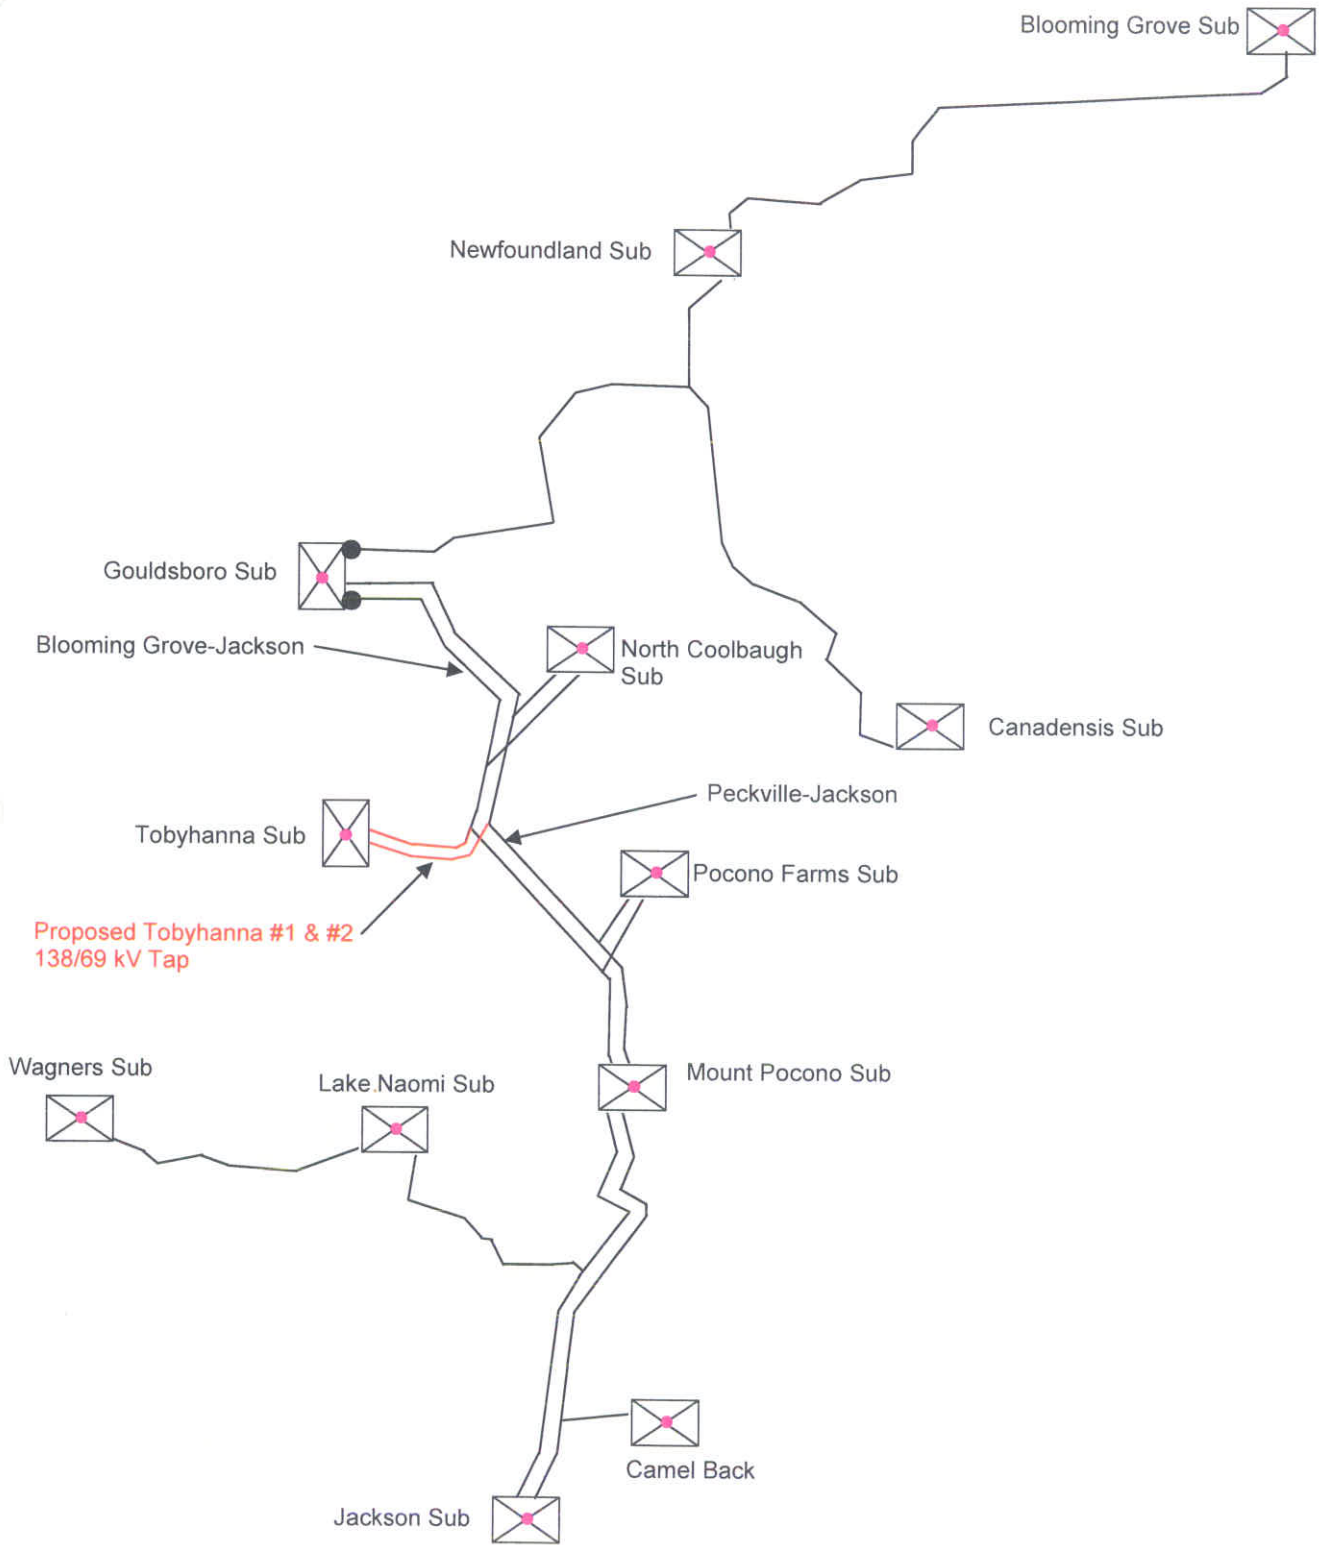 Blooming Grove Sub
Newfoundland Sub
Gouldsboro Sub
Blooming Grove-Jackson
North Coolbaugh
Sub
Canadensis Sub
Peckville-Jackson
Tobyhanna Sub
Pocono Farms Sub
Proposed Tobyhanna #1 & #2
138/69 kV Tap
Wagners Sub
Lake Naomi Sub
Mount Pocono Sub
Camel Back
Jackson Sub